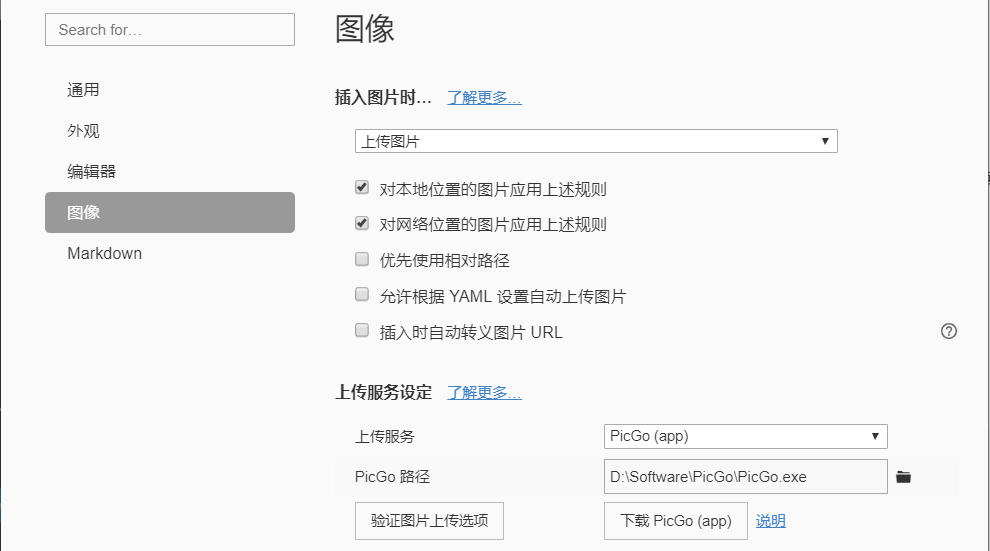 Search for…
通用
外观
编辑器
图像
Markdown
图像
插入图片时… 了解更多…
上传图片
对本地位置的图片应用上述规则
对网络位置的图片应用上述规则
优先使用相对路径
允许根据 YAML 设置自动上传图片
插入时自动转义图片 URL
上传服务设定 了解更多…
上传服务 PicGo (app)
PicGo 路径 D:\Software\PicGo\PicGo.exe
验证图片上传选项 下载 PicGo (app) 说明